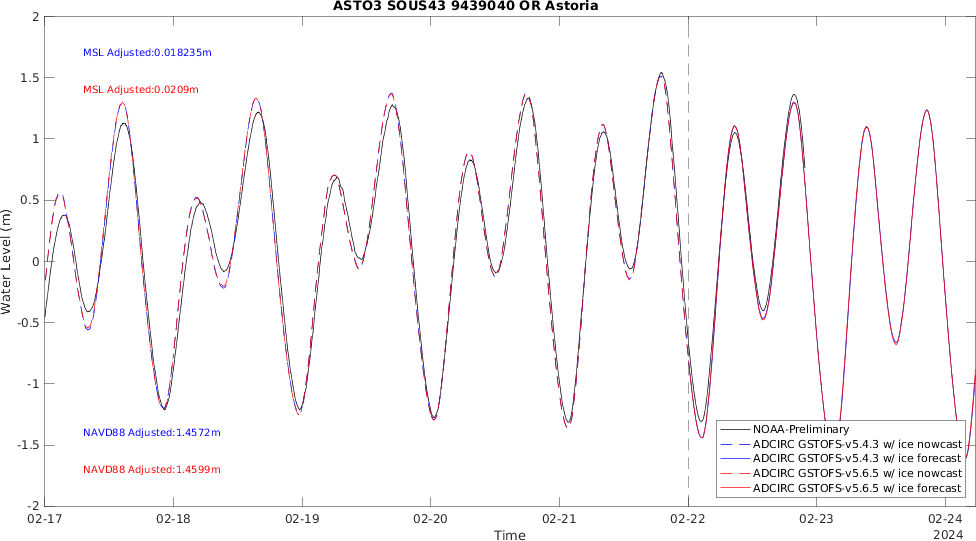 ASTO3 SOUS43 9439040 OR Astoria
2
1.5
1
0.5
0
-0.5
-1
-1.5
-2
Water Level (m)
MSL Adjusted:0.018235m
MSL Adjusted:0.0209m
NAVD88 Adjusted:1.4572m
NAVD88 Adjusted:1.4599m
NOAA-Preliminary
ADCIRC GSTOFS-v5.4.3 w/ ice nowcast
ADCIRC GSTOFS-v5.4.3 w/ ice forecast
ADCIRC GSTOFS-v5.6.5 w/ ice nowcast
ADCIRC GSTOFS-v5.6.5 w/ ice forecast
02-17 02-18 02-19 02-20 02-21 02-22 02-23 02-24
Time
2024